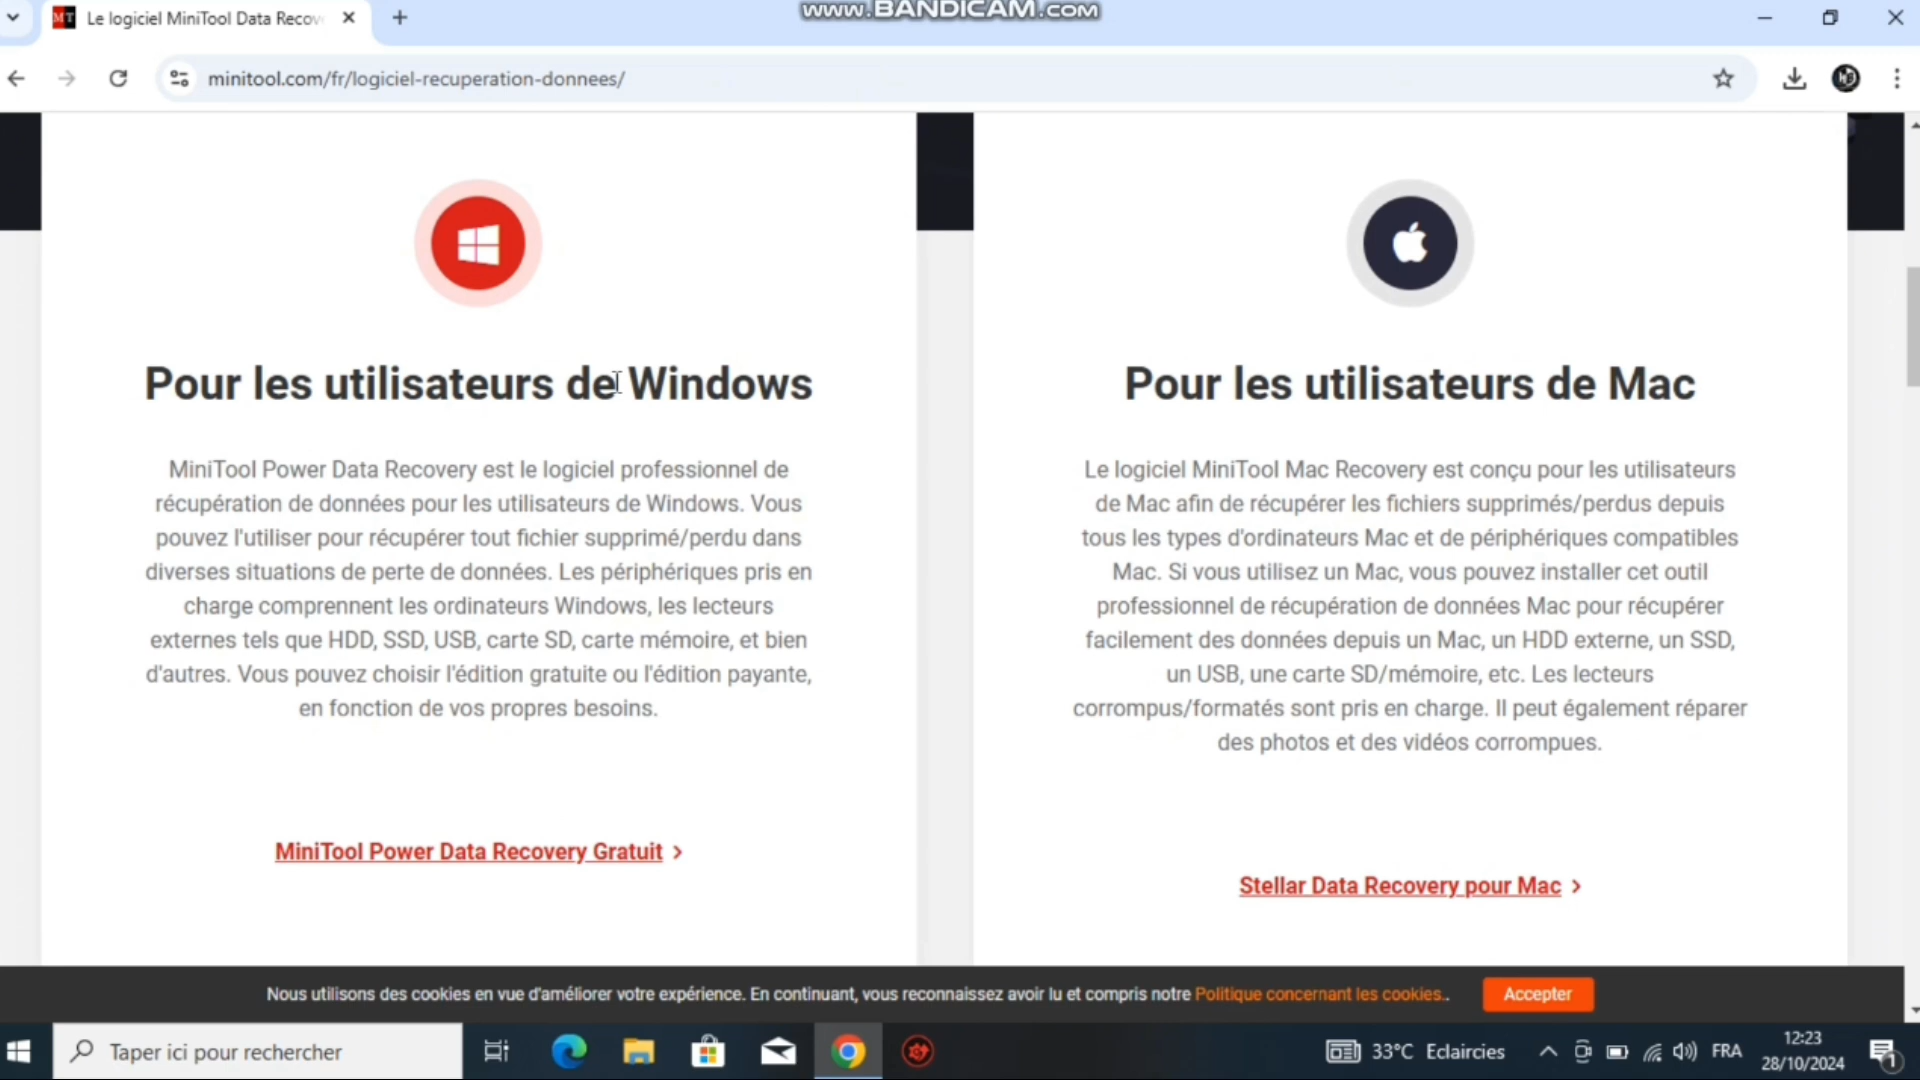 www.BANDICAM.com
MT Le logiciel MiniTool Data Recov
minitool.com/fr/logiciel-recuperation-donnees/
Pour les utilisateurs de Windows
MiniTool Power Data Recovery est le logiciel professionnel de
récupération de données pour les utilisateurs de Windows. Vous
pouvez l'utiliser pour récupérer tout fichier supprimé/perdu dans
diverses situations de perte de données. Les périphériques pris en
charge comprennent les ordinateurs Windows, les lecteurs
externes tels que HDD, SSD, USB, carte SD, carte mémoire, et bien
d'autres. Vous pouvez choisir l'édition gratuite ou l'édition payante,
en fonction de vos propres besoins.
MiniTool Power Data Recovery Gratuit
Pour les utilisateurs de Mac
Le logiciel MiniTool Mac Recovery est conçu pour les utilisateurs
de Mac afin de récupérer les fichiers supprimés/perdus depuis
tous les types d'ordinateurs Mac et de périphériques compatibles
Mac. Si vous utilisez un Mac, vous pouvez installer cet outil
professionnel de récupération de données Mac pour récupérer
facilement des données depuis un Mac, un HDD externe, un SSD,
un USB, une carte SD/mémoire, etc. Les lecteurs
corrompus/formatés sont pris en charge. Il peut également réparer
des photos et des vidéos corrompues.
Stellar Data Recovery pour Mac
Nous utilisons des cookies en vue d'améliorer votre expérience. En continuant, vous reconnaissez avoir lu et compris notre Politique concernant les cookies..
Accepter
Taper ici pour rechercher
33°C Eclaircies
FRA
12:23
28/10/2024
1